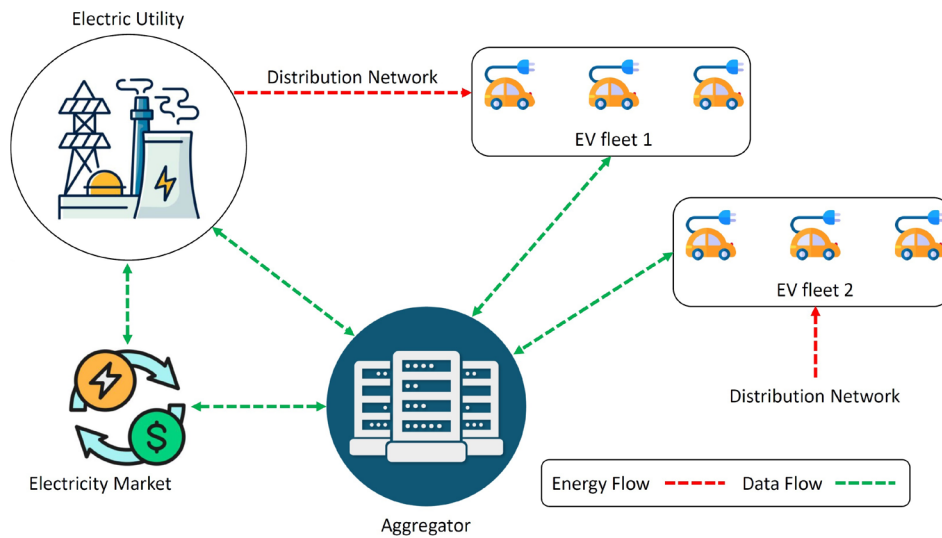 Electric Utility
Distribution Network
EV fleet 1
EV fleet 2
Distribution Network
$
Electricity Market
Aggregator
Energy Flow
Data Flow